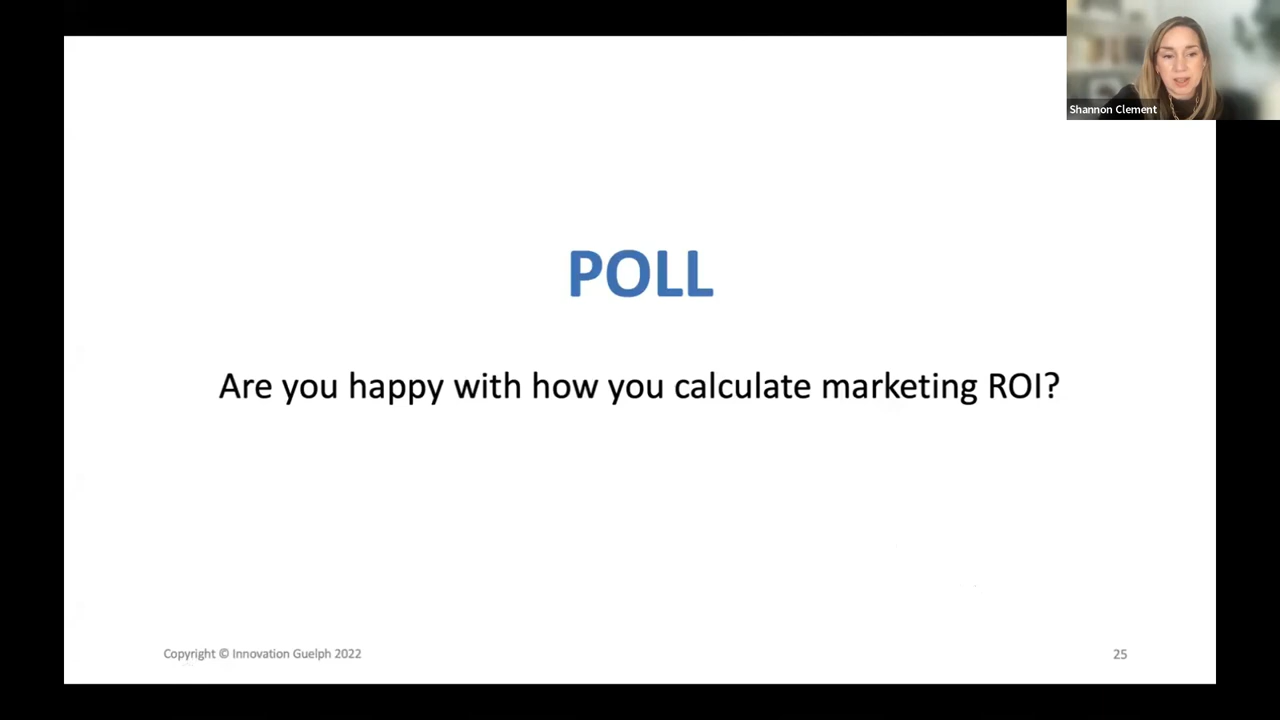 Shannon Clement
POLL
Are you happy with how you calculate marketing ROI?
Copyright © Innovation Guelph 2022
25